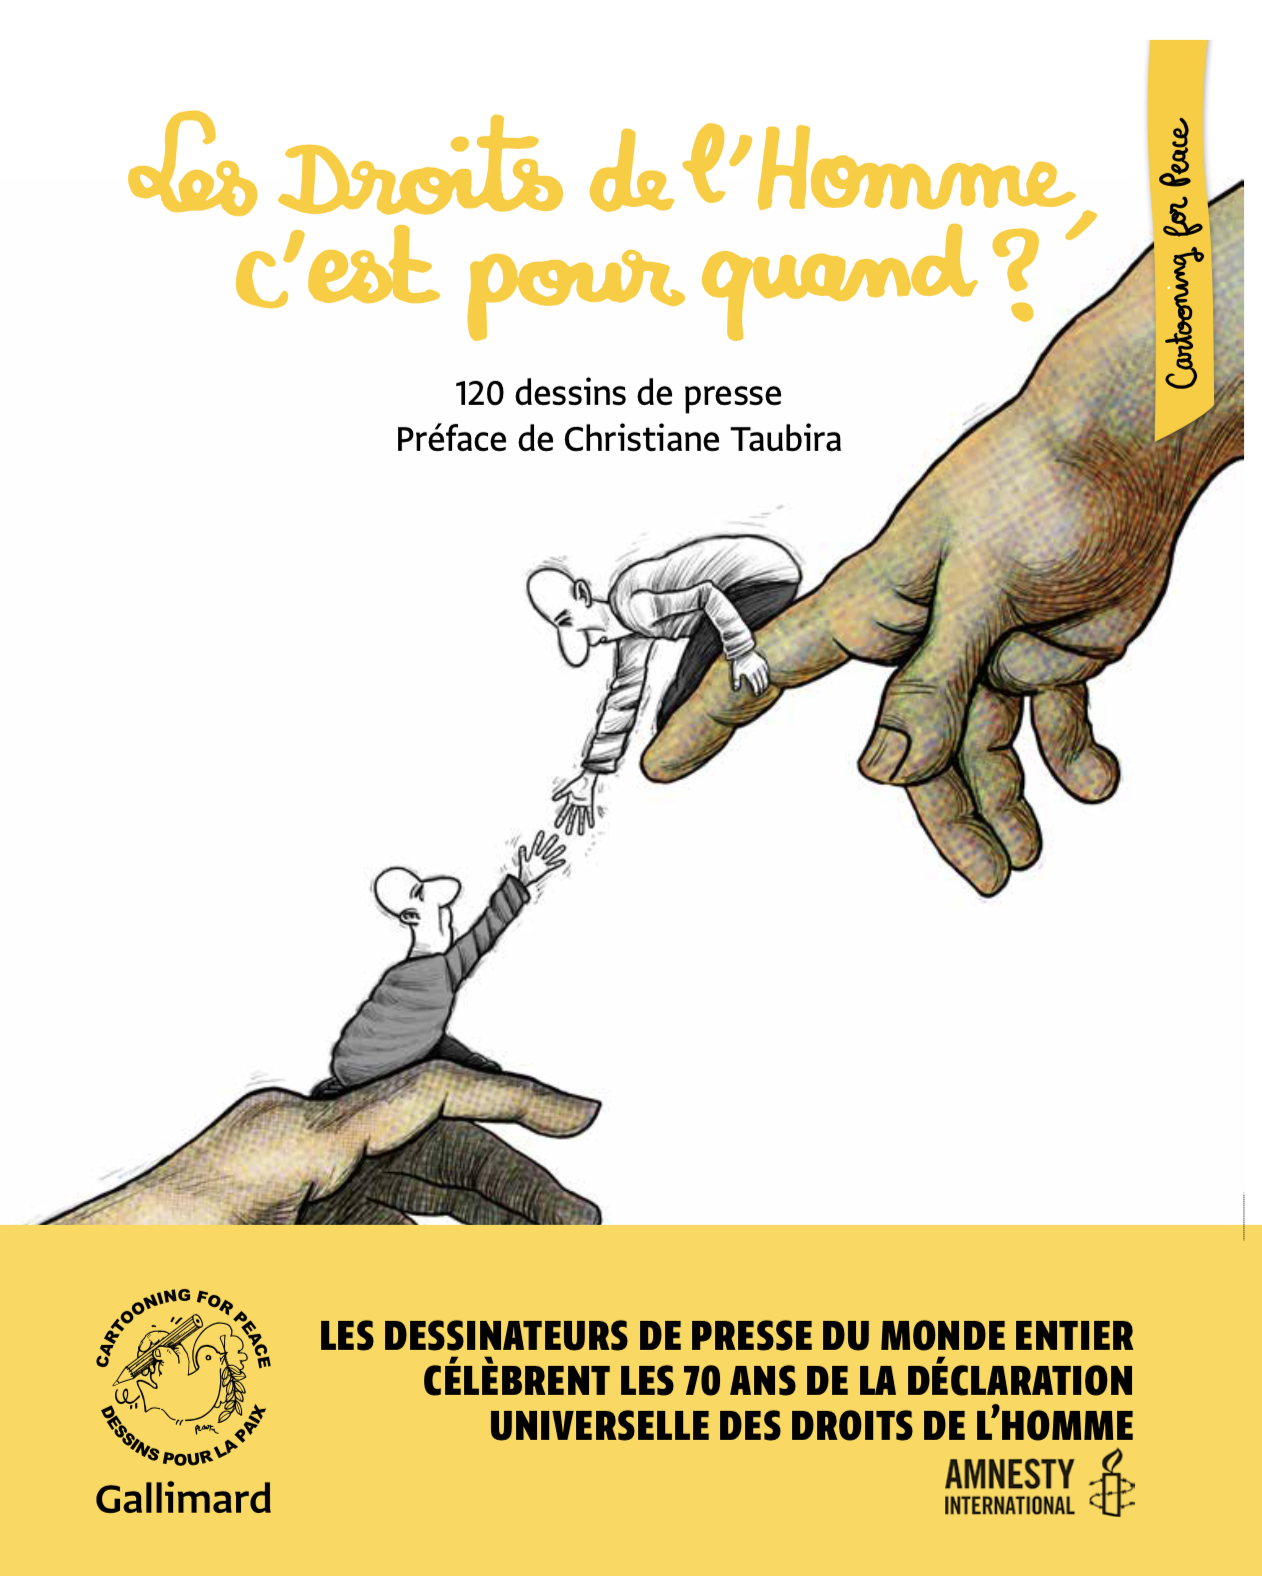 Les Droits de l'Homme,
c'est pour quand ?
Cartooning for Peace
120 dessins de presse
Préface de Christiane Taubira
CARTOONING FOR PEACE
DESSINS POUR LA PAIX
Gallimard
LES DESSINATEURS DE PRESSE DU MONDE ENTIER
CÉLÈBRENT LES 70 ANS DE LA DÉCLARATION
UNIVERSELLE DES DROITS DE L'HOMME
AMNESTY
INTERNATIONAL